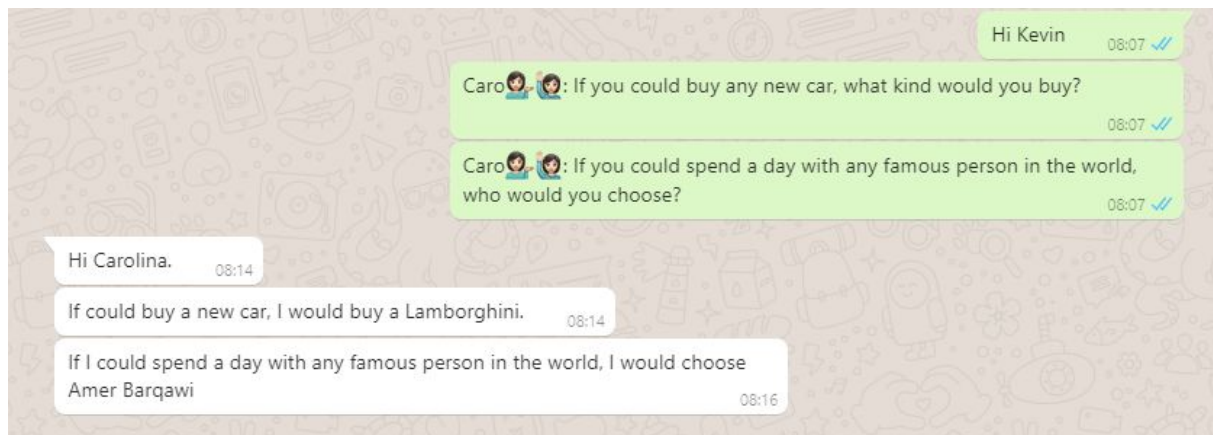 Hi Kevin
08:07
Caro💁🏻‍♀️🙋🏻‍♀️: If you could buy any new car, what kind would you buy?
08:07
Caro💁🏻‍♀️🙋🏻‍♀️: If you could spend a day with any famous person in the world,
who would you choose?
08:07
Hi Carolina.
08:14
If could buy a new car, I would buy a Lamborghini.
08:14
If I could spend a day with any famous person in the world, I would choose
Amer Barqawi
08:16